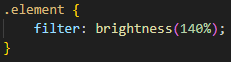 .element {
    filter: brightness(140%);
}